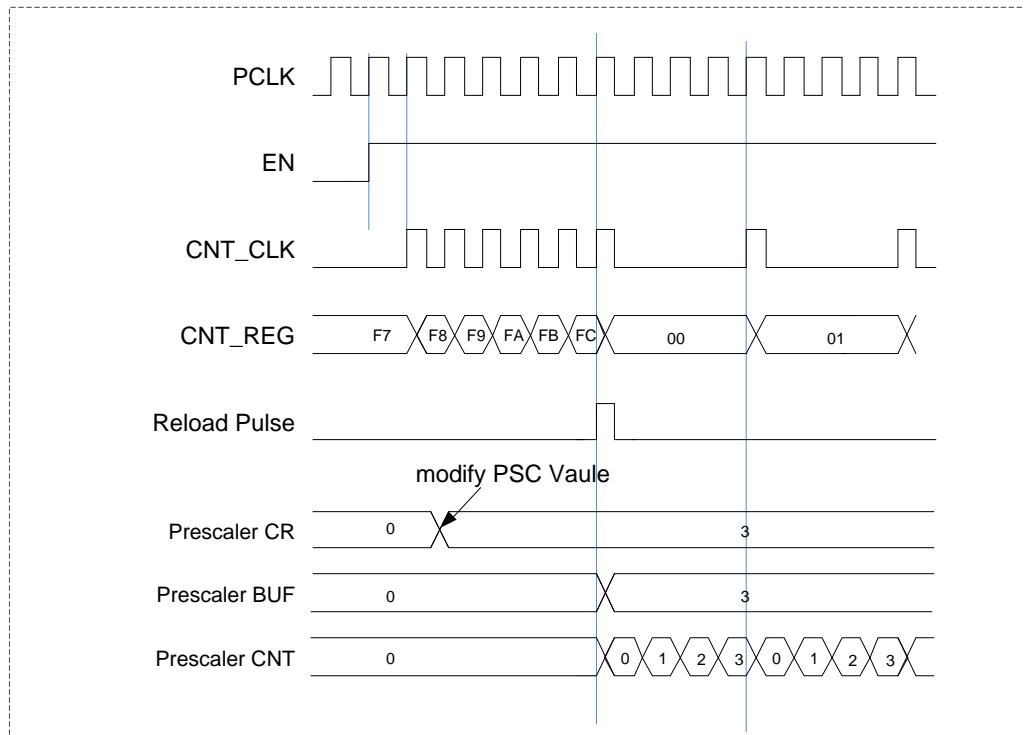 PCLK
EN
CNT_CLK
CNT_REG F7 F8 F9 FA FB FC 00 01
Reload Pulse
modify PSC Vaule
Prescaler CR 0 3
Prescaler BUF 0 3
Prescaler CNT 0 0 1 2 3 0 1 2 3